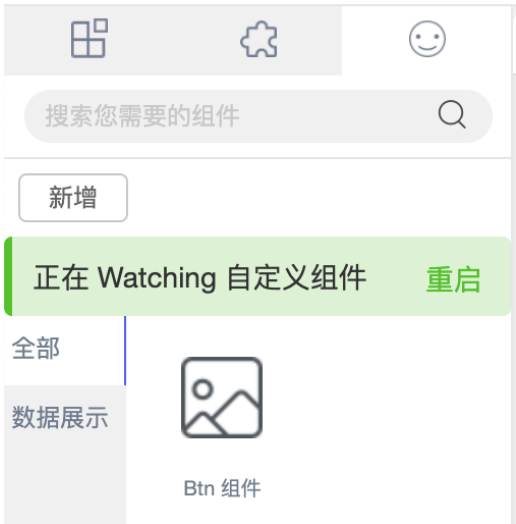 搜索您需要的组件
新增
正在 Watching 自定义组件 重启
全部
数据展示
Btn 组件